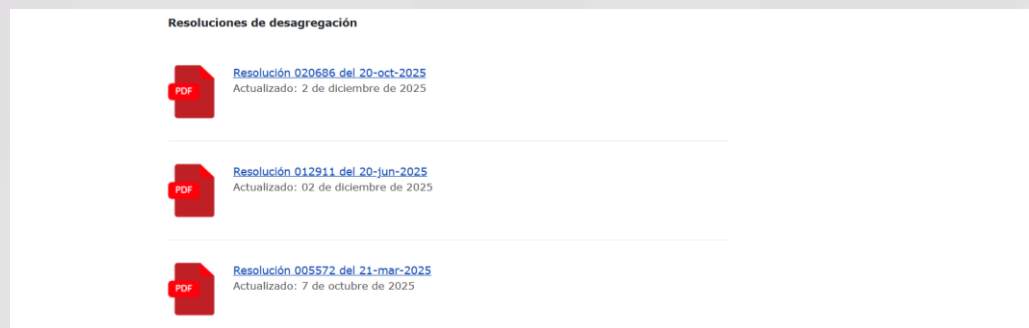 Resoluciones de desagregación
PDF
Resolución 020686 del 20-oct-2025
Actualizado: 2 de diciembre de 2025
PDF
Resolución 012911 del 20-jun-2025
Actualizado: 02 de diciembre de 2025
PDF
Resolución 005572 del 21-mar-2025
Actualizado: 7 de octubre de 2025